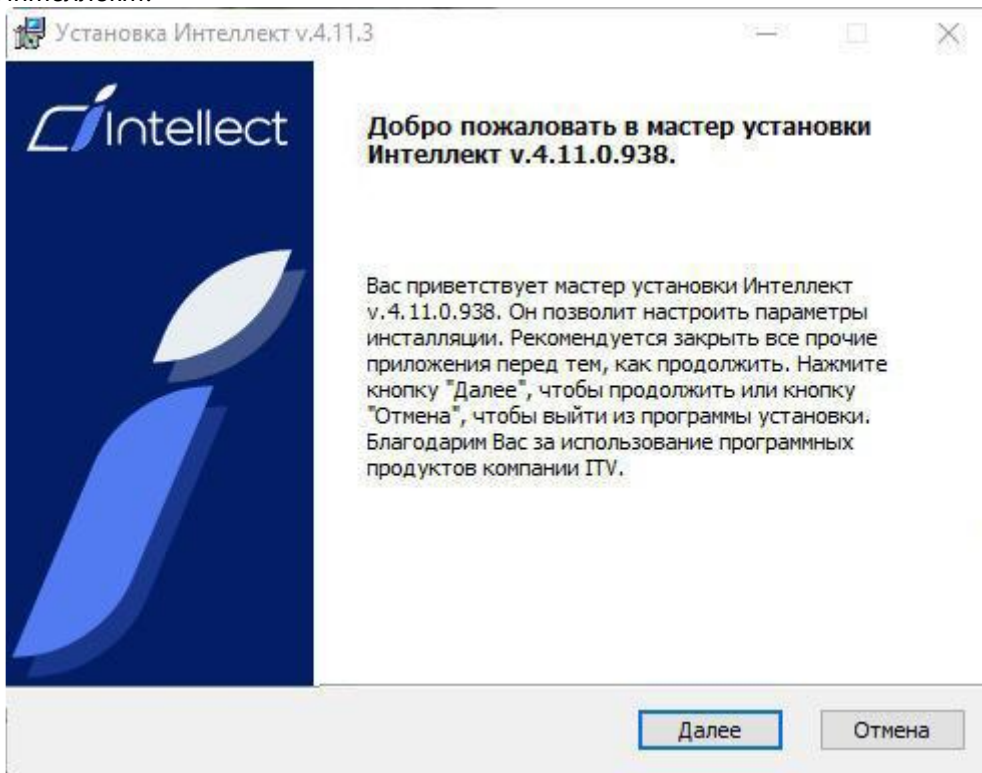 Установка Интеллект v.4.11.3
Intellect
Добро пожаловать в мастер установки
Интеллект v.4.11.0.938.
Вас приветствует мастер установки Интеллект
v.4.11.0.938. Он позволит настроить параметры
инсталляции. Рекомендуется закрыть все прочие
приложения перед тем, как продолжить. Нажмите
кнопку "Далее", чтобы продолжить или кнопку
"Отмена", чтобы выйти из программы установки.
Благодарим Вас за использование программных
продуктов компании ITV.
Далее
Отмена